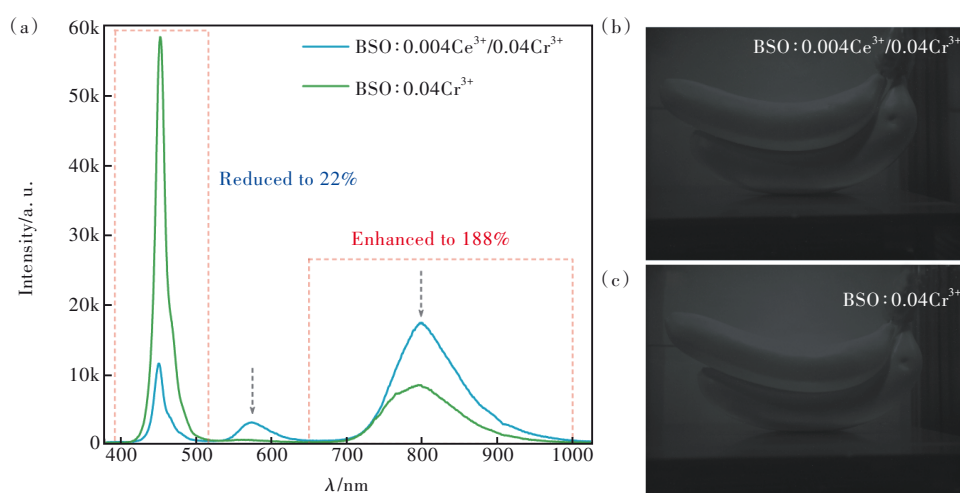 (a)
60k
50k
40k
30k
20k
10k
0
Intensity/a. u.
BSO:0.004Ce³⁺/0.04Cr³⁺
BSO:0.04Cr³⁺
Reduced to 22%
Enhanced to 188%
400 500 600 700 800 900 1000
λ/nm
(b)
BSO:0.004Ce³⁺/0.04Cr³⁺
(c)
BSO:0.04Cr³⁺